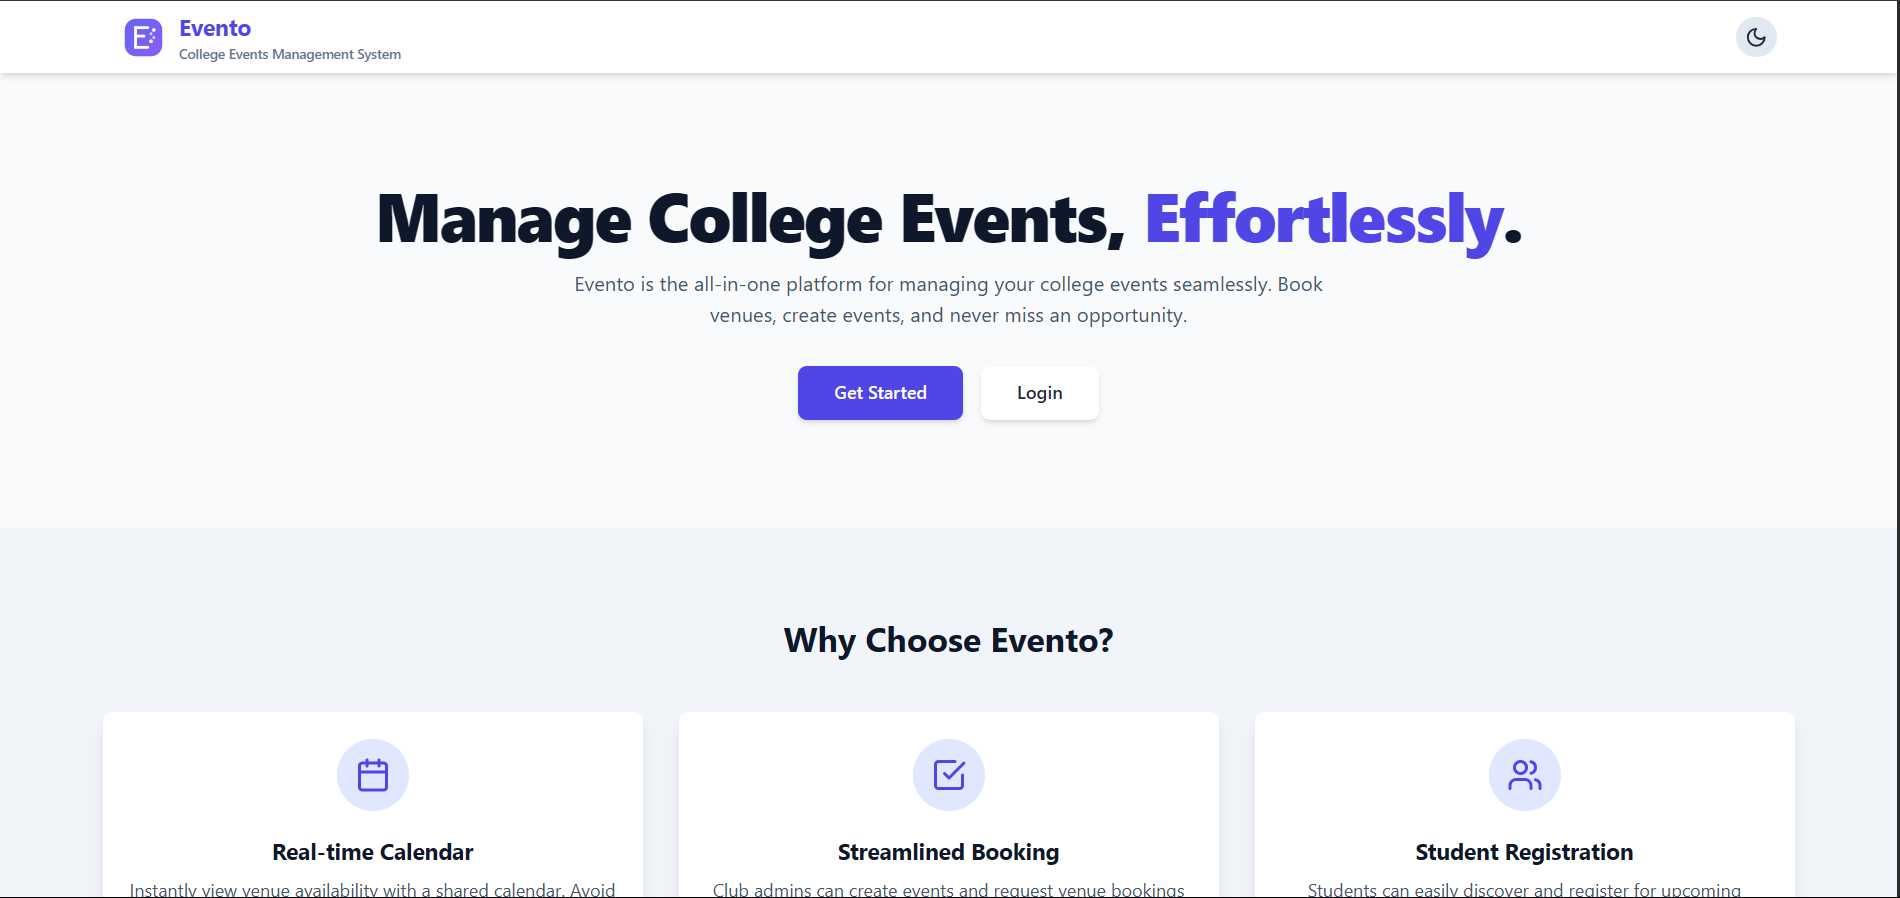 Evento
College Events Management System
Manage College Events, Effortlessly.
Evento is the all-in-one platform for managing your college events seamlessly. Book
venues, create events, and never miss an opportunity.
Get Started
Login
Why Choose Evento?
Real-time Calendar
Instantly view venue availability with a shared calendar. Avoid
Streamlined Booking
Club admins can create events and request venue bookings
Student Registration
Students can easily discover and register for upcoming